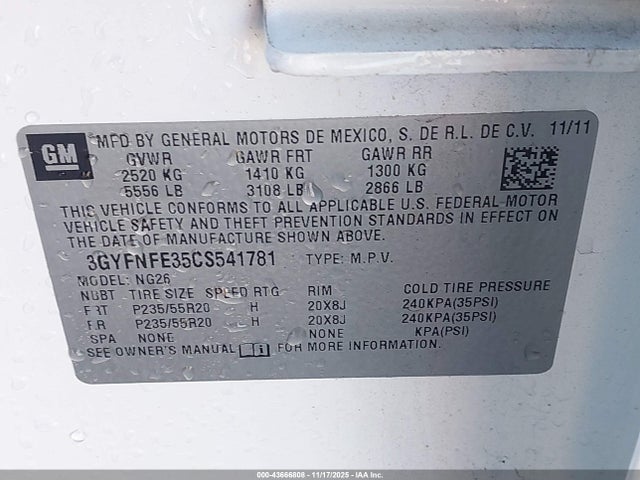 GM
MFD BY GENERAL MOTORS DE MEXICO, S. DE R.L. DE C.V. 11/11
GVWR GAWR FRT GAWR RR
2520 KG 1410 KG 1300 KG
5556 LB 3108 LB 2866 LB
THIS VEHICLE CONFORMS TO ALL APPLICABLE U.S. FEDERAL MOTOR
VEHICLE SAFETY AND THEFT PREVENTION STANDARDS IN EFFECT ON
THE DATE OF MANUFACTURE SHOWN ABOVE.
3GYFNFE35CS541781 TYPE: M.P.V.
MODEL: NG26
NUBT TIRE SIZE SPEED RTG RIM COLD TIRE PRESSURE
FRT P235/55R20 H 20X8J 240KPA(35PSI)
RR P235/55R20 H 20X8J 240KPA(35PSI)
SPA NONE NONE KPA(PSI)
SEE OWNER'S MANUAL FOR MORE INFORMATION.
000-43666808 - 11/17/2025 - IAA Inc.